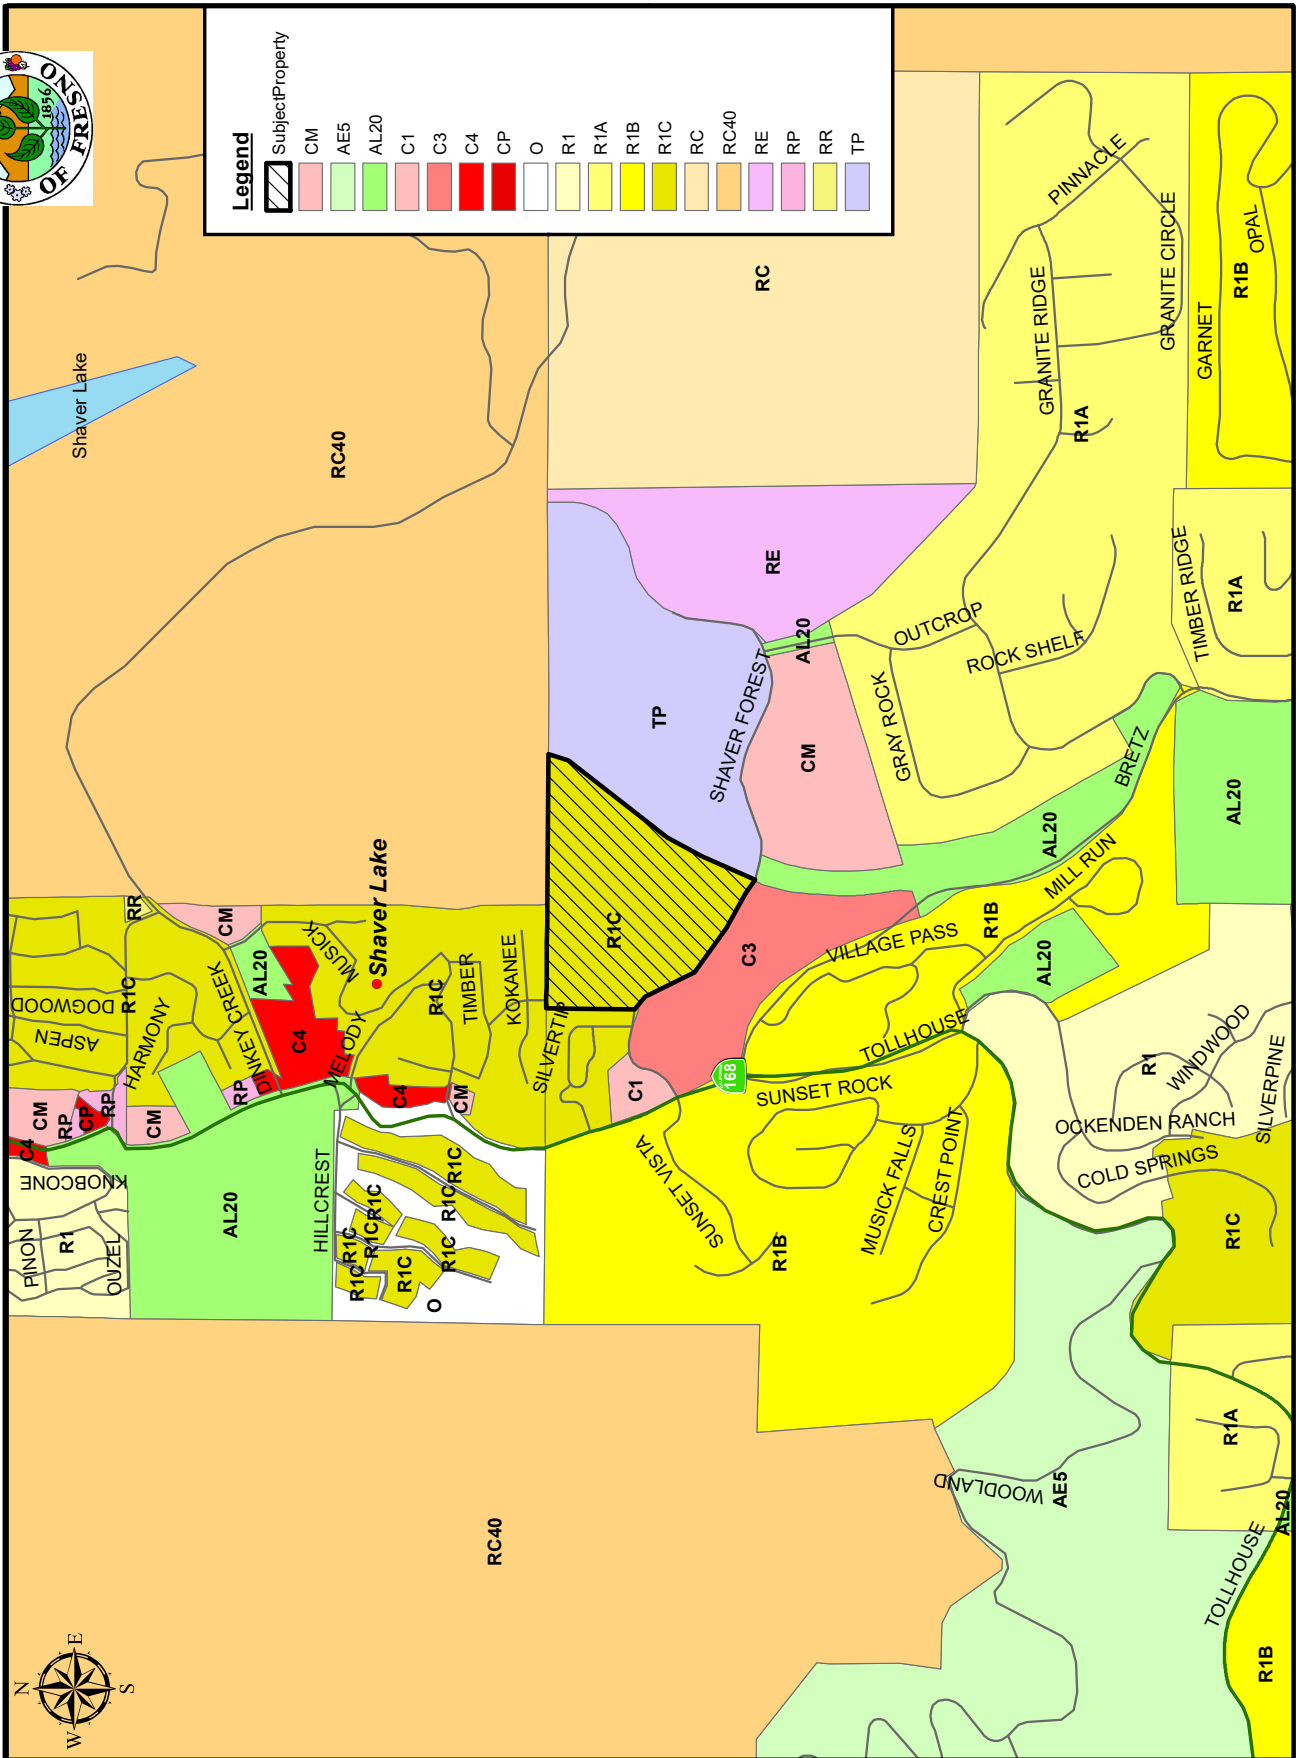 OF FRESNO
1856
Legend
SubjectProperty
CM
AE5
AL20
C1
C3
C4
CP
O
R1
R1A
R1B
R1C
RC
RC40
RE
RP
RR
TP
N
E
S
W
Shaver Lake
RC40
RC
RE
TP
RR
CM
DOGWOOD
R1C
ASPEN
HARMONY
DINKEY CREEK
AL20
MUSICK
Shaver Lake
C4
MELODY
R1C
TIMBER
KOKANEE
SILVERTIP
R1C
C3
C1
168
SHAVER FOREST
AL20
CM
GRAY ROCK
OUTCROP
ROCK SHELF
GRANITE RIDGE
R1A
PINNACLE
GRANITE CIRCLE
GARNET
R1B
OPAL
TIMBER RIDGE
R1A
BRETZ
AL20
AL20
MILL RUN
R1B
VILLAGE PASS
AL20
TOLLHOUSE
SUNSET ROCK
SUNSET VISTA
R1B
MUSICK FALLS
CREST POINT
R1
WINDWOOD
OCKENDEN RANCH
SILVERPINE
COLD SPRINGS
R1C
C4
CM
RP
CP
RP
CM
RP
KNOBCONE
PINON
R1
OUZEL
AL20
HILLCREST
C4
CM
R1C
R1C
R1C
R1C
R1C
R1C
R1C
R1C
O
RC40
WOODLAND
AE5
R1A
AL20
TOLLHOUSE
R1B